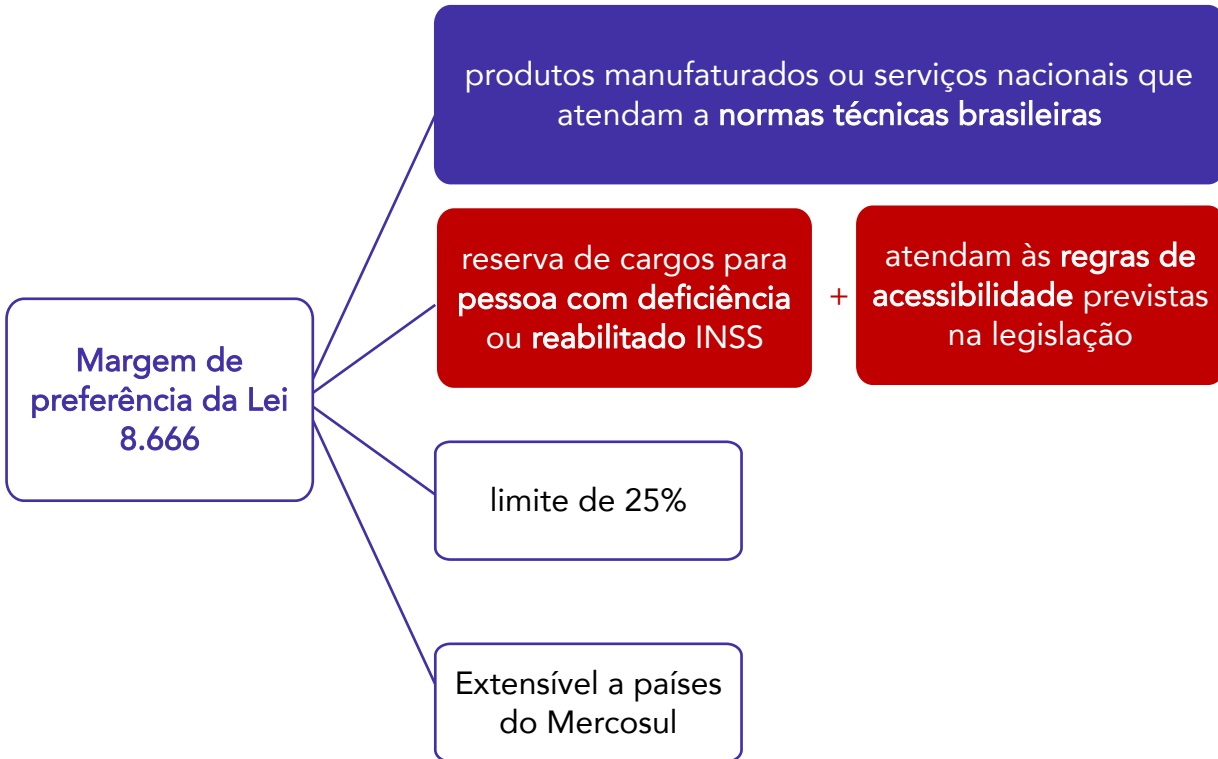 produtos manufaturados ou serviços nacionais que
atendam a normas técnicas brasileiras
reserva de cargos para
pessoa com deficiência
ou reabilitado INSS
+
atendam às regras de
acessibilidade previstas
na legislação
Margem de
preferência da Lei
8.666
limite de 25%
Extensível a países
do Mercosul